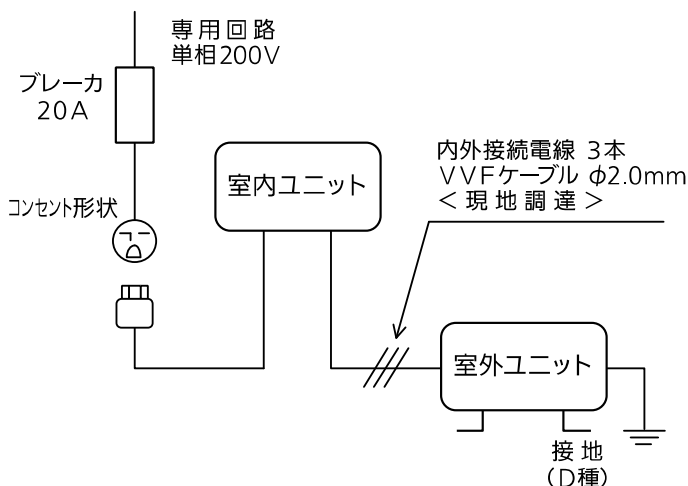 専用回路
単相200V
ブレーカ
20A
コンセント形状
室内ユニット
内外接続電線 3本
VVFケーブル φ2.0mm
<現地調達>
室外ユニット
接地
(D種)